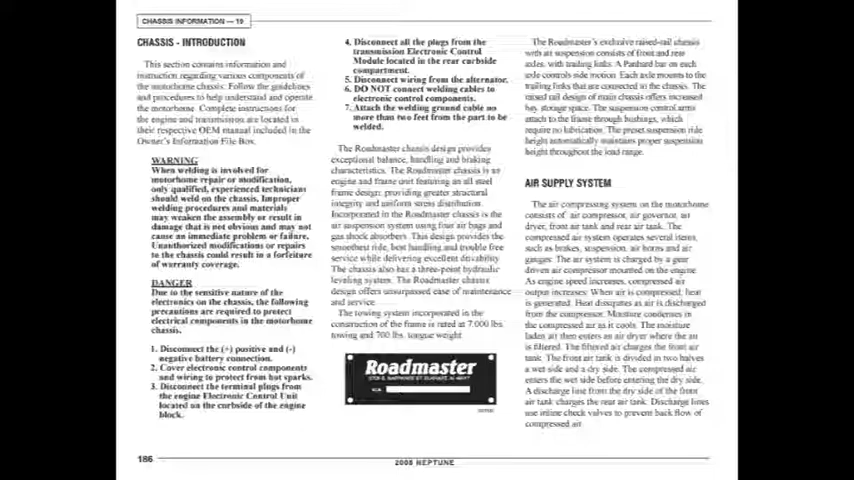 CHASSIS INFORMATION — 19
CHASSIS - INTRODUCTION
This section contains information and
instruction regarding various components of
the motorhome chassis. Follow the guidelines
and procedures to help understand and operate
the motorhome. Complete instructions for
the engine and transmissions are located in
their respective OEM manual included in the
Owner's Information File Box.
WARNING
When welding is involved for
motorhome repair or modification,
only qualified, experienced technicians
should weld on the chassis. Improper
welding procedures and materials
may weaken the assembly or result in
damage that is not obvious and may not
cause an immediate problem or failure.
Unauthorized modifications or repairs
to the chassis could result in a forfeiture
of warranty coverage.
DANGER
Due to the sensitive nature of the
electronics on the chassis, the following
precautions are required to protect
electrical components in the motorhome
chassis.
1. Disconnect the (+) positive and (-)
negative battery connection.
2. Cover electronic control components
and wiring to protect from hot sparks.
3. Disconnect the terminal plugs from
the engine Electronic Control Unit
located on the curbside of the engine
block.
4. Disconnect all the plugs from the
transmission Electronic Control
Module located in the rear curbside
compartment.
5. Disconnect wiring from the alternator.
6. DO NOT connect welding cables to
electronic control components.
7. Attach the welding ground cable no
more than two feet from the part to be
welded.
The Roadmaster chassis design provides
exceptional balance, handling and braking
characteristics. The Roadmaster chassis is an
engine and frame unit featuring an all steel
frame design, providing greater structural
integrity and uniform stress distribution.
Incorporated in the Roadmaster chassis is the
air suspension system using four air bags and
gas shock absorbers. This design provides the
smoothest ride, best handling and trouble free
service while delivering excellent drivability.
The chassis also has a three-point hydraulic
leveling system. The Roadmaster chassis
design offers unsurpassed ease of maintenance
and service.
The towing system incorporated in the
construction of the frame is rated at 7,000 lbs.
towing and 700 lbs. tongue weight.
Roadmaster
The Roadmaster's exclusive raised-rail chassis
with air suspension consists of front and rear
axles, with trailing links. A Panhard bar on each
axle controls side motion. Each axle mounts to the
trailing links that are connected to the chassis. The
raised rail design of main chassis offers increased
bay storage space. The suspension control arms
attach to the frame through bushings, which
require no lubrication. The preset suspension ride
height automatically maintains proper suspension
height throughout the load range.
AIR SUPPLY SYSTEM
The air compressing system on the motorhome
consists of air compressor, air governor, air
dryer, front air tank and rear air tank. The
compressed air system operates several items,
such as brakes, suspension, air horns and air
gauges. The air system is charged by a gear
driven air compressor mounted on the engine.
As engine speed increases, compressed air
output increases. When air is compressed, heat
is generated. Heat dissipates as air is discharged
from the compressor. Moisture condenses in
the compressed air as it cools. The moisture
laden air then enters an air dryer where the air
is filtered. The filtered air charges the front air
tank. The front air tank is divided in two halves
a wet side and a dry side. The compressed air
enters the wet side before entering the dry side.
A discharge line from the dry side of the front
air tank charges the rear air tank. Discharge lines
use inline check valves to prevent back flow of
compressed air.
186
2008 NEPTUNE